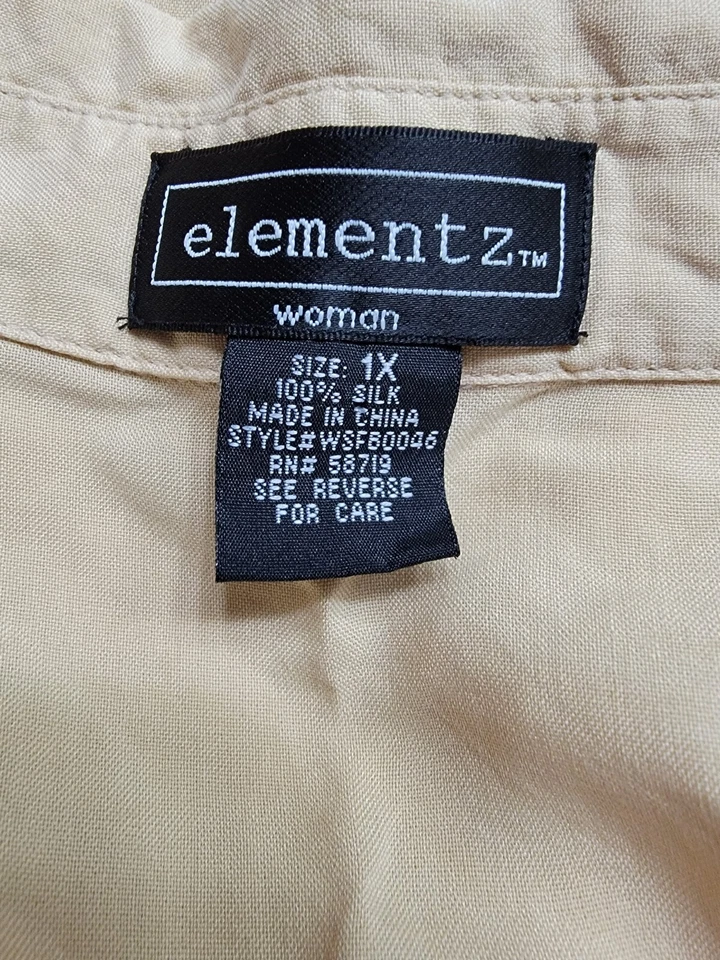 elementz™
woman
SIZE: 1X
100% SILK
MADE IN CHINA
STYLE#WSFB0046
RN# 58719
SEE REVERSE
FOR CARE